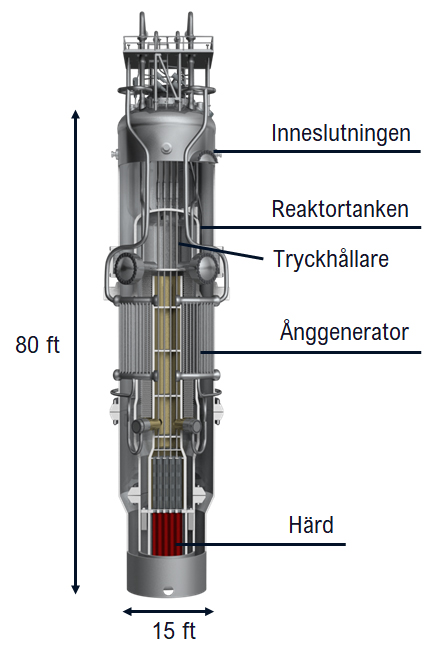 Inneslutningen
Reaktortanken
Tryckhållare
Ånggenerator
80 ft
Härd
15 ft